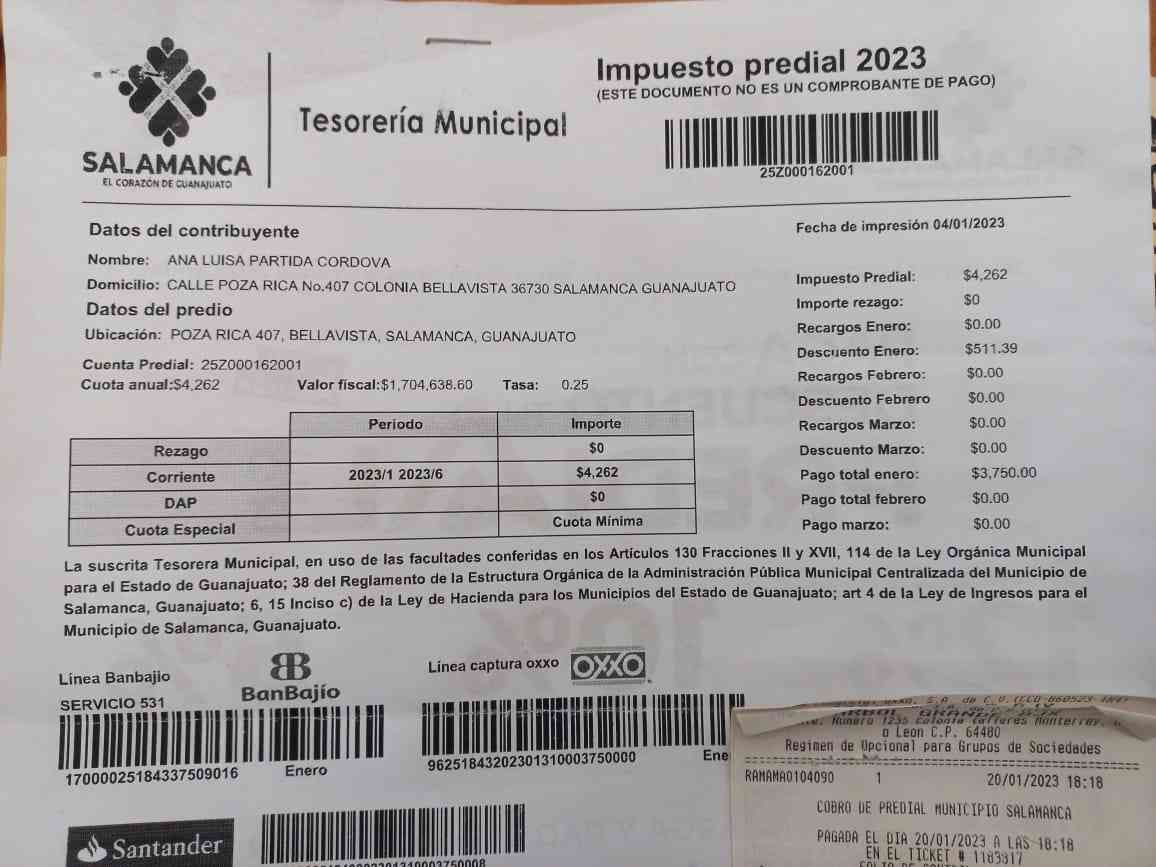 SALAMANCA
EL CORAZÓN DE GUANAJUATO
Tesorería Municipal
Impuesto predial 2023
(ESTE DOCUMENTO NO ES UN COMPROBANTE DE PAGO)
25Z000162001
Datos del contribuyente
Nombre: ANA LUISA PARTIDA CORDOVA
Domicilio: CALLE POZA RICA No.407 COLONIA BELLAVISTA 36730 SALAMANCA GUANAJUATO
Datos del predio
Ubicación: POZA RICA 407, BELLAVISTA, SALAMANCA, GUANAJUATO
Cuenta Predial: 25Z000162001
Cuota anual:$4,262 Valor fiscal:$1,704,638.60 Tasa: 0.25
Fecha de impresión 04/01/2023
Impuesto Predial: $4,262
Importe rezago: $0
Recargos Enero: $0.00
Descuento Enero: $511.39
Recargos Febrero: $0.00
Descuento Febrero $0.00
Recargos Marzo: $0.00
Descuento Marzo: $0.00
Pago total enero: $3,750.00
Pago total febrero $0.00
Pago marzo: $0.00
Periodo Importe
Rezago $0
Corriente 2023/1 2023/6 $4,262
DAP $0
Cuota Especial Cuota Mínima
La suscrita Tesorera Municipal, en uso de las facultades conferidas en los Artículos 130 Fracciones II y XVII, 114 de la Ley Orgánica Municipal
para el Estado de Guanajuato; 38 del Reglamento de la Estructura Orgánica de la Administración Pública Municipal Centralizada del Municipio de
Salamanca, Guanajuato; 6, 15 Inciso c) de la Ley de Hacienda para los Municipios del Estado de Guanajuato; art 4 de la Ley de Ingresos para el
Municipio de Salamanca, Guanajuato.
Línea Banbajio
BanBajío
SERVICIO 531
17000025184337509016 Enero
Línea captura oxxo OXXO
96251843202301310003750000 Ene
Santander
Numero 1235 Colonia Talleres Monterrey,
o Leon C.P. 64480
Regimen de Opcional para Grupos de Sociedades
RAMAMA0104090 1 20/01/2023 18:18
COBRO DE PREDIAL MUNICIPIO SALAMANCA
PAGADA EL DIA 20/01/2023 A LAS 18:18
EN EL TICKET # 1183817